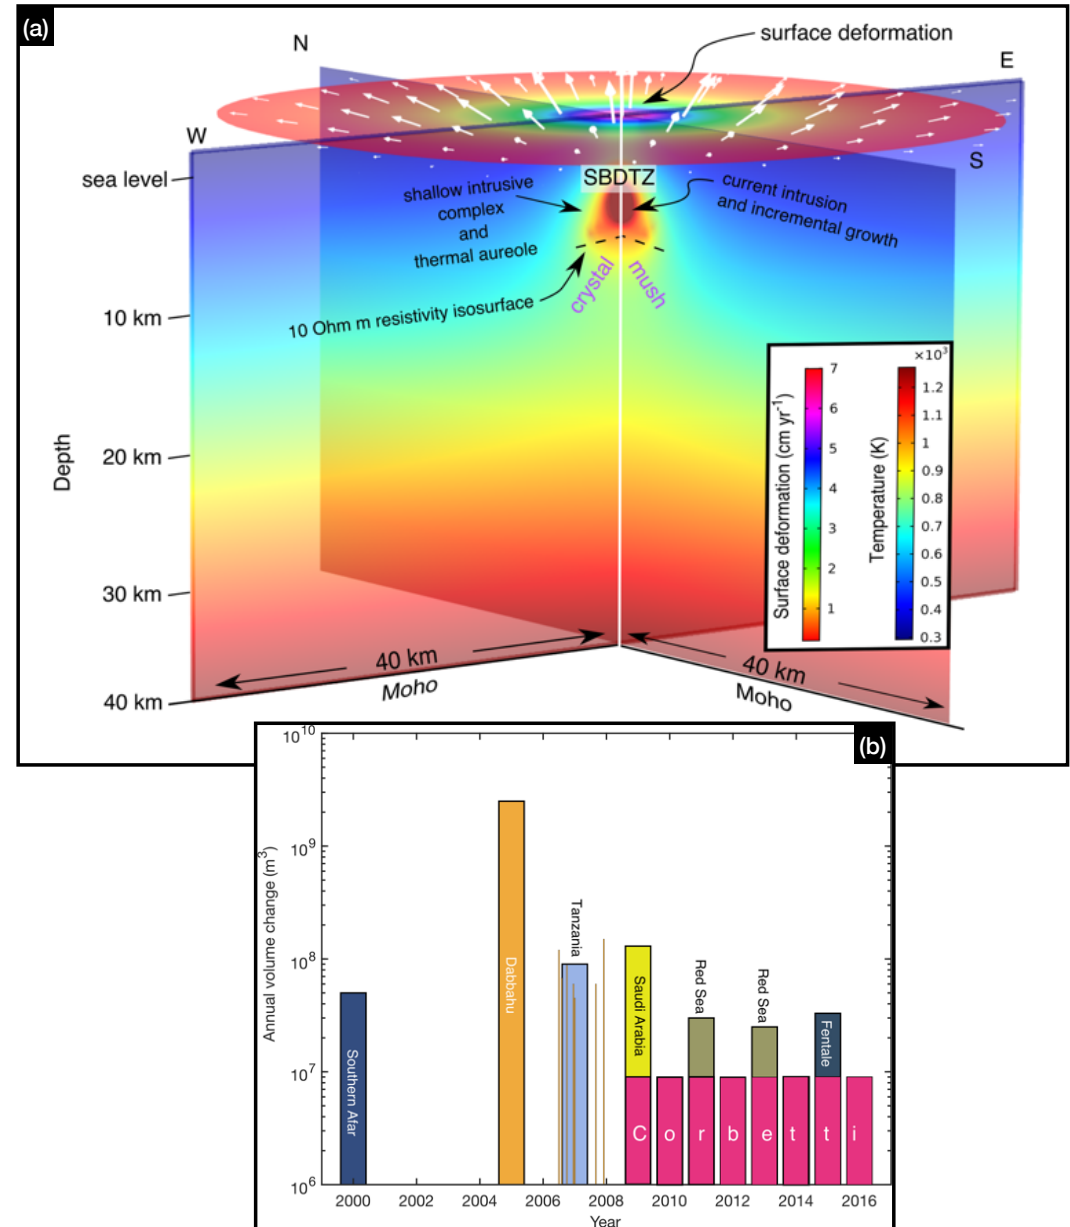 (a)
N
surface deformation
E
W
S
sea level
SBDTZ
shallow intrusive
complex
and
thermal aureole
current intrusion
and incremental growth
crystal mush
10 Ohm m resistivity isosurface
10 km
20 km
30 km
40 km
Depth
Surface deformation (cm yr-1)
7
6
5
4
3
2
1
Temperature (K)
×10³
1.2
1.1
1
0.9
0.8
0.7
0.6
0.5
0.4
0.3
40 km
Moho
40 km
Moho
(b)
Annual volume change (m³)
10¹⁰
10⁹
10⁸
10⁷
10⁶
Southern Afar
Dabbahu
Tanzania
Saudi Arabia
Red Sea
Red Sea
Fentale
C o r b e t t i
2000 2002 2004 2006 2008 2010 2012 2014 2016
Year